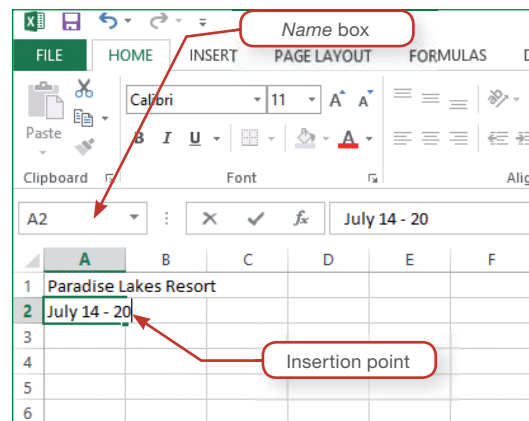 Name box
FILE HOME INSERT PAGE LAYOUT FORMULAS
Calibri 11 A A
Paste B I U A
Clipboard Font Alig
A2 fx July 14 - 20
A B C D E F
1 Paradise Lakes Resort
2 July 14 - 20
3
Insertion point
4
5
6